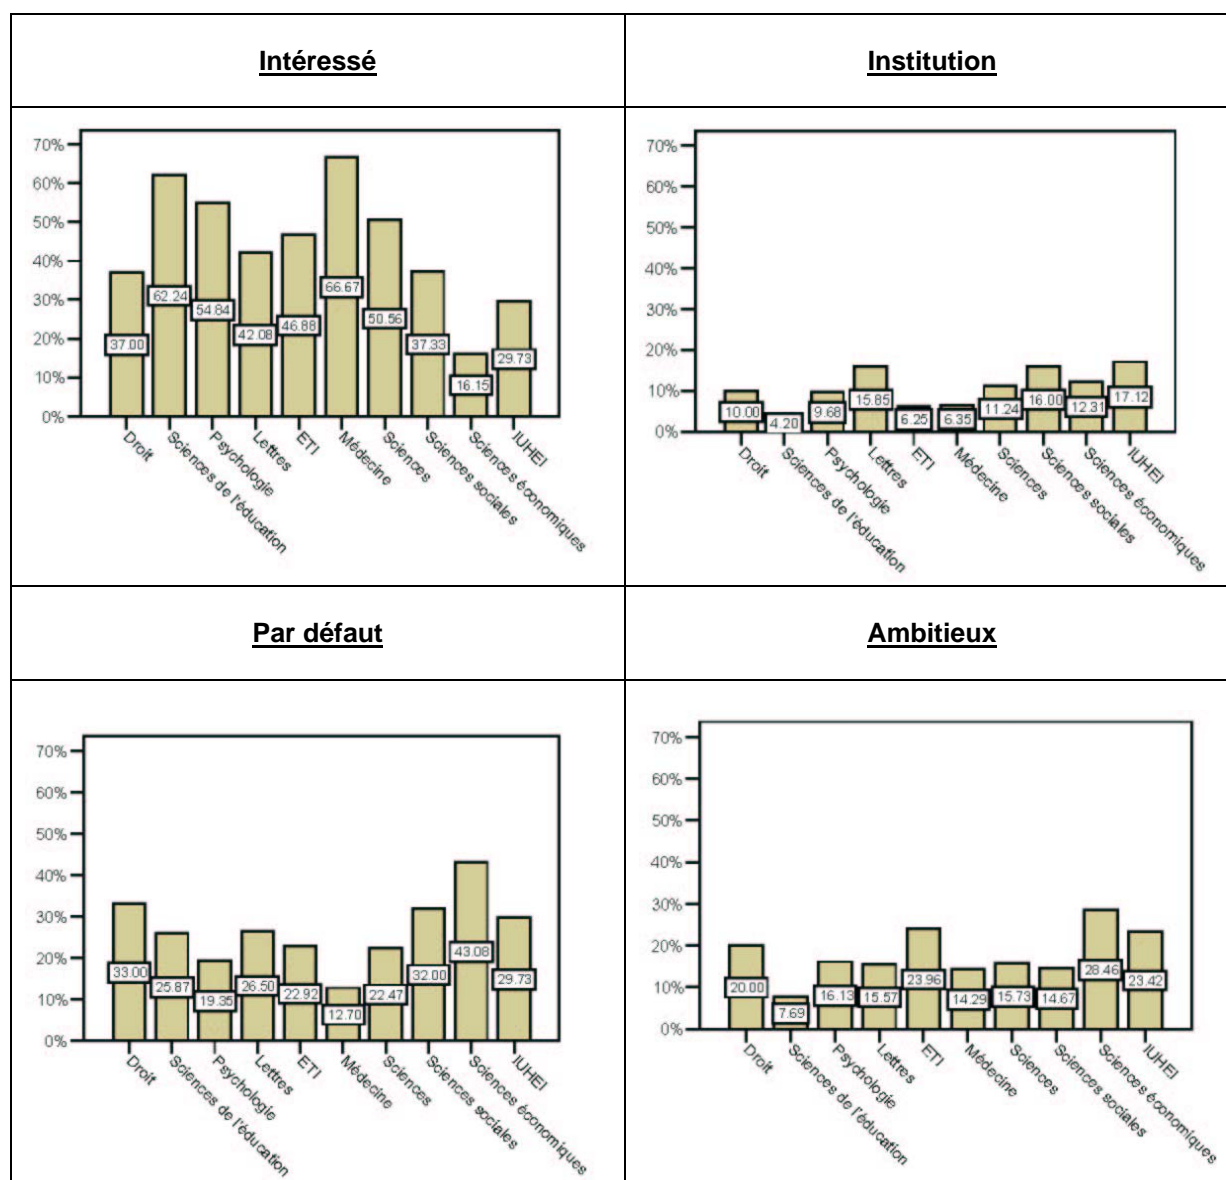 Intéressé
Institution
70%
60%
50%
40%
30%
20%
10%
0%
37.00
62.24
54.84
42.08
46.88
66.67
50.56
37.33
16.15
29.73
Droit
Sciences de l'éducation
Psychologie
Lettres
ETI
Médecine
Sciences
Sciences sociales
Sciences économiques
IUHEI
70%
60%
50%
40%
30%
20%
10%
0%
10.00
4.20
9.68
15.85
6.25
6.35
11.24
16.00
12.31
17.12
Droit
Sciences de l'éducation
Psychologie
Lettres
ETI
Médecine
Sciences
Sciences sociales
Sciences économiques
IUHEI
Par défaut
Ambitieux
70%
60%
50%
40%
30%
20%
10%
0%
33.00
25.87
19.35
26.50
22.92
12.70
22.47
32.00
43.08
29.73
Droit
Sciences de l'éducation
Psychologie
Lettres
ETI
Médecine
Sciences
Sciences sociales
Sciences économiques
IUHEI
70%
60%
50%
40%
30%
20%
10%
0%
20.00
7.69
16.13
15.57
23.96
14.29
15.73
14.67
28.46
23.42
Droit
Sciences de l'éducation
Psychologie
Lettres
ETI
Médecine
Sciences
Sciences sociales
Sciences économiques
IUHEI